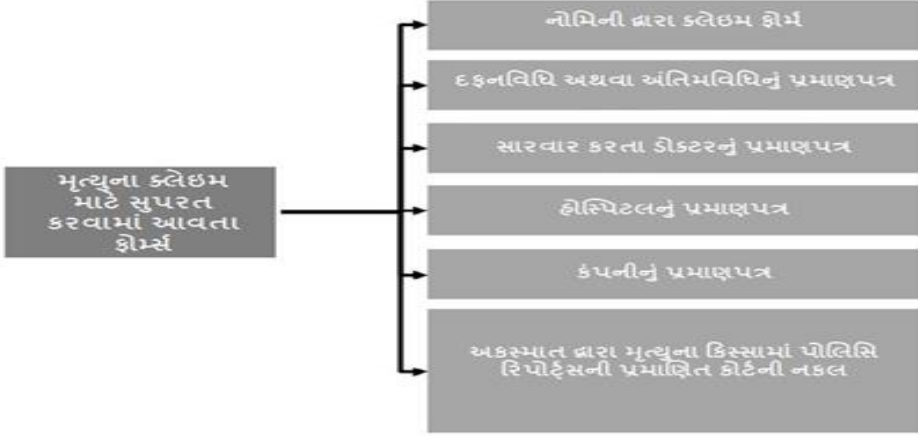 મૃત્યુના ક્લેઇમ
માટે સુપરત
કરવામાં આવતા
ફોર્મ્સ
નોમિની દ્વારા ક્લેઇમ ફોર્મ
દફનવિધિ અથવા અંતિમવિધિનું પ્રમાણપત્ર
સારવાર કરતા ડોક્ટરનું પ્રમાણપત્ર
હોસ્પિટલનું પ્રમાણપત્ર
કંપનીનું પ્રમાણપત્ર
અકસ્માત દ્વારા મૃત્યુના કિસ્સામાં પોલિસિ
રિપોર્ટ્સની પ્રમાણિત કોર્ટની નકલ